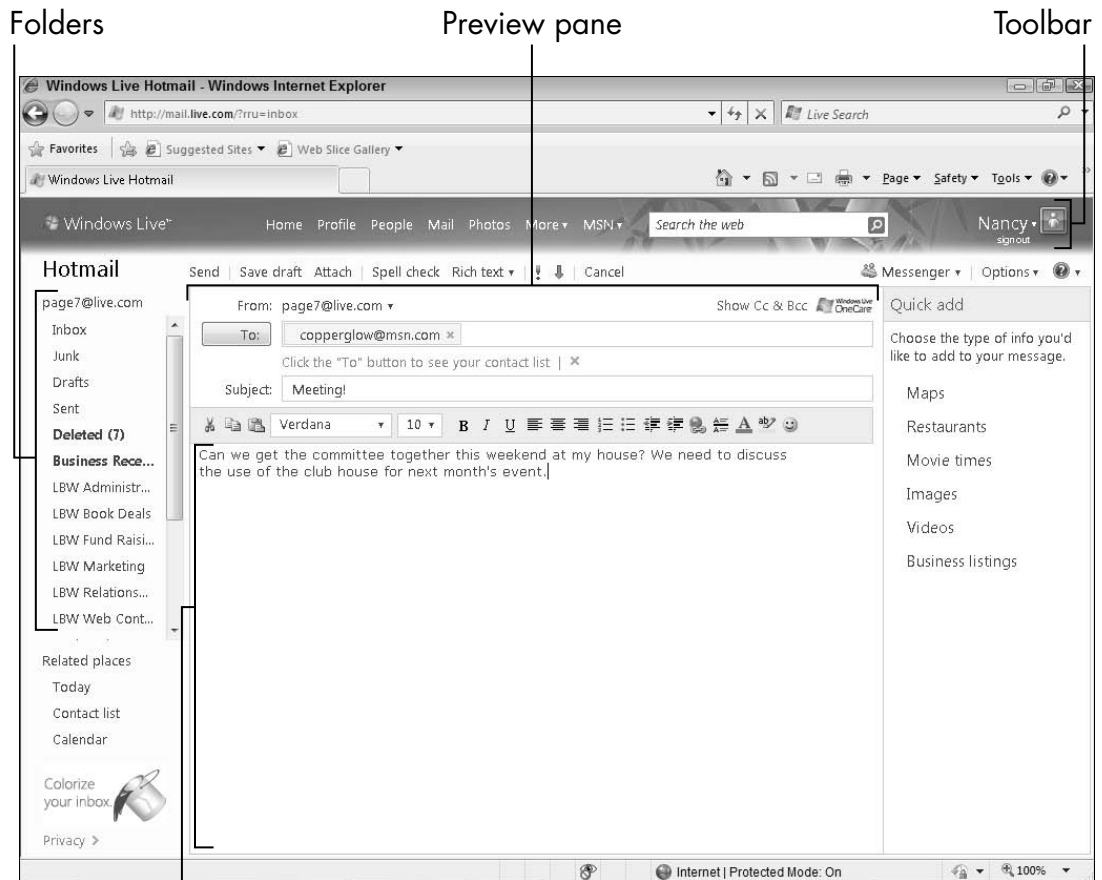 Folders Preview pane Toolbar
Windows Live Hotmail - Windows Internet Explorer
http://mail.live.com/?rru=inbox Live Search
Favorites Suggested Sites Web Slice Gallery
Windows Live Hotmail Page Safety Tools
Windows Live™ Home Profile People Mail Photos More MSN Search the web Nancy
sign out
Hotmail Send | Save draft Attach | Spell check Rich text | Cancel Messenger | Options
page7@live.com
Inbox
Junk
Drafts
Sent
Deleted (7)
Business Rece...
LBW Administr...
LBW Book Deals
LBW Fund Raisi...
LBW Marketing
LBW Relations...
LBW Web Cont...
Related places
Today
Contact list
Calendar
Colorize
your inbox.
Privacy >
From: page7@live.com Show Cc & Bcc Windows Live OneCare
To: copperglow@msn.com ×
Click the "To" button to see your contact list | ×
Subject: Meeting!
Verdana 10 B I U
Can we get the committee together this weekend at my house? We need to discuss
the use of the club house for next month's event.
Quick add
Choose the type of info you'd
like to add to your message.
Maps
Restaurants
Movie times
Images
Videos
Business listings
Internet | Protected Mode: On 100%